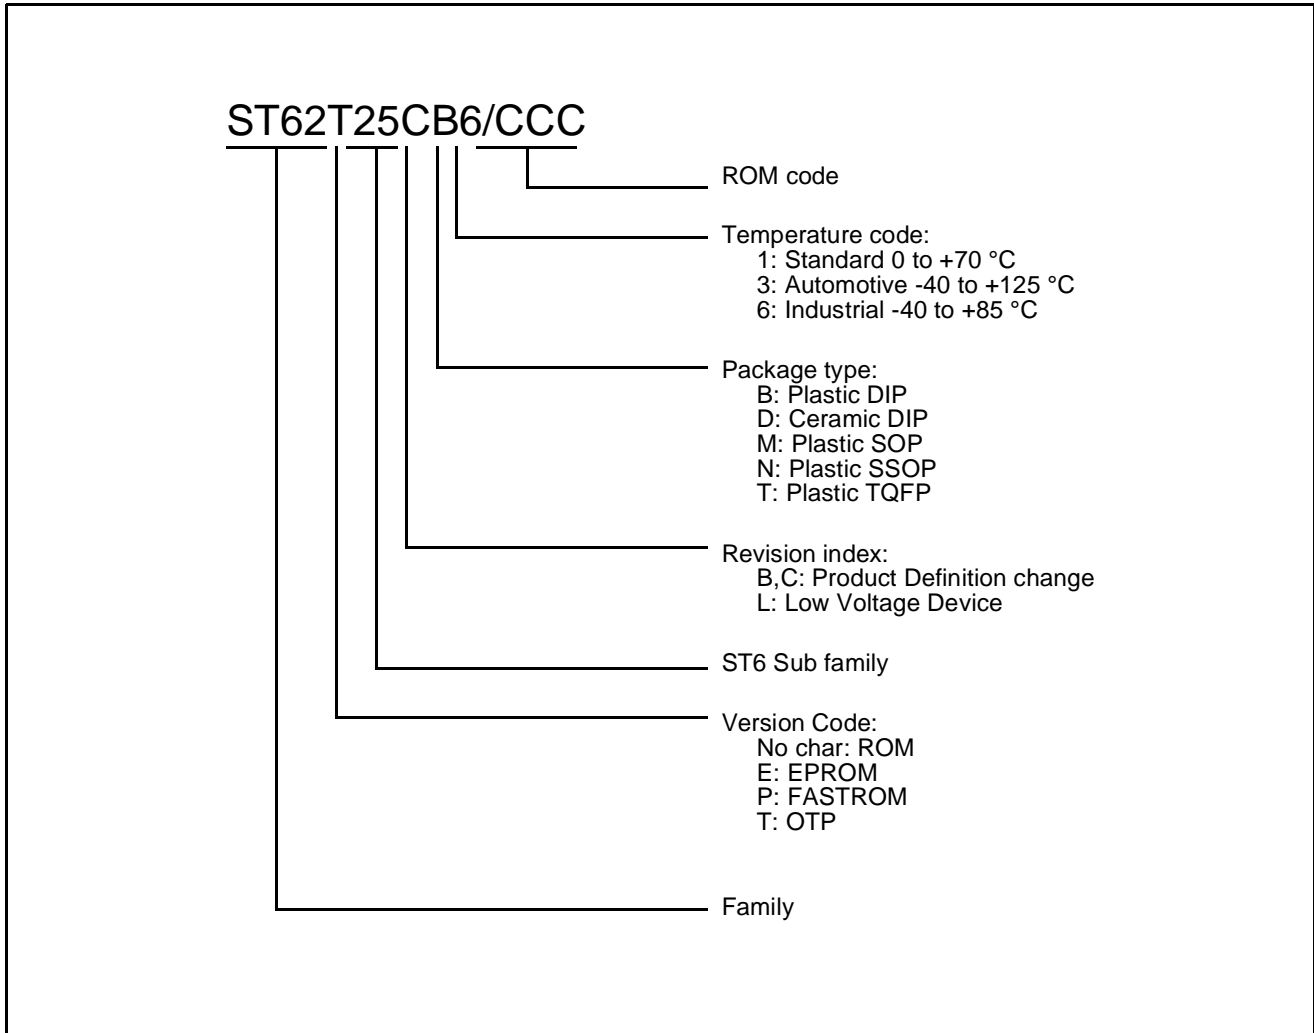 ST62T25CB6/CCC
ROM code
Temperature code:
1: Standard 0 to +70 °C
3: Automotive -40 to +125 °C
6: Industrial -40 to +85 °C
Package type:
B: Plastic DIP
D: Ceramic DIP
M: Plastic SOP
N: Plastic SSOP
T: Plastic TQFP
Revision index:
B,C: Product Definition change
L: Low Voltage Device
ST6 Sub family
Version Code:
No char: ROM
E: EPROM
P: FASTROM
T: OTP
Family